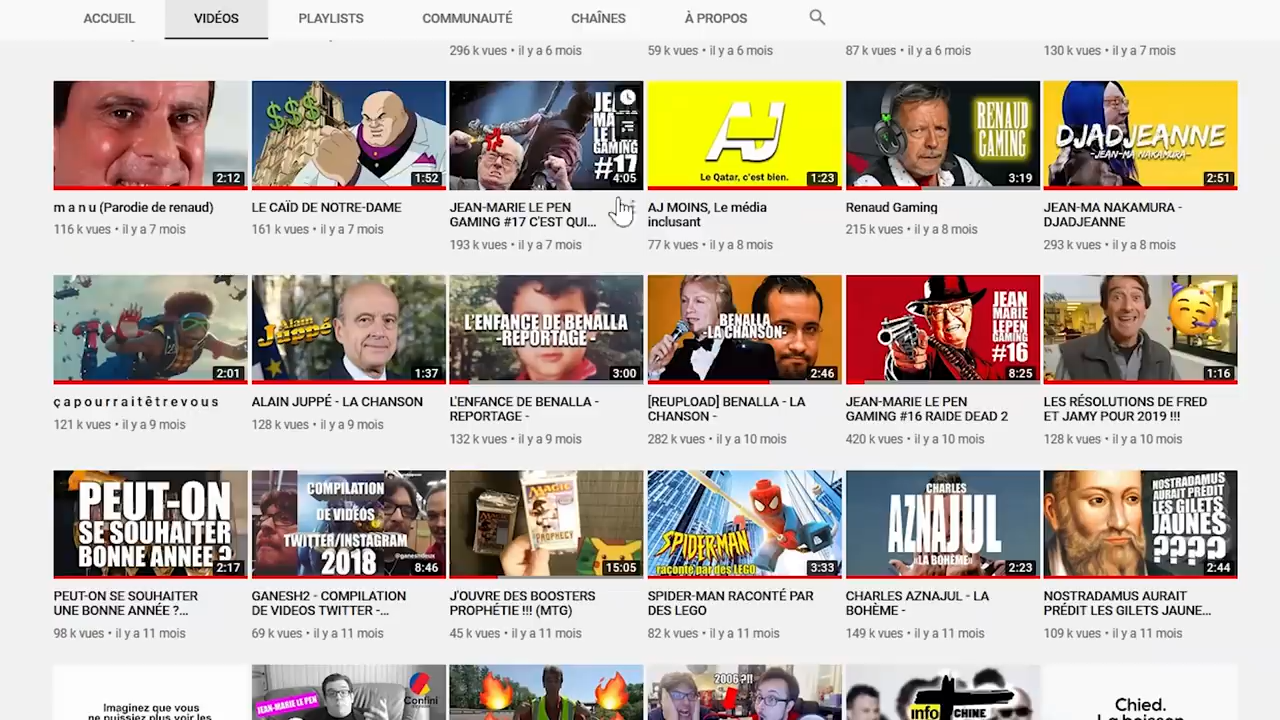 ACCUEIL VIDÉOS PLAYLISTS COMMUNAUTÉ CHAÎNES À PROPOS
296 k vues • il y a 6 mois
59 k vues • il y a 6 mois
87 k vues • il y a 6 mois
130 k vues • il y a 7 mois
2:12
$$$
1:52
GAMING
#17
4:05
AJ
Le Qatar, c'est bien.
1:23
RENAUD
GAMING
3:19
DJADJEANNE
-JEAN-MA NAKAMURA-
2:51
m a n u (Parodie de renaud)
116 k vues • il y a 7 mois
LE CAÏD DE NOTRE-DAME
161 k vues • il y a 7 mois
JEAN-MARIE LE PEN
GAMING #17 C'EST QUI...
193 k vues • il y a 7 mois
AJ MOINS, Le média
inclusant
77 k vues • il y a 8 mois
Renaud Gaming
215 k vues • il y a 8 mois
JEAN-MA NAKAMURA -
DJADJEANNE
293 k vues • il y a 8 mois
2:01
Alain
Juppé
1:37
L'ENFANCE DE BENALLA
- REPORTAGE -
3:00
BENALLA
-LA CHANSON-
2:46
JEAN
MARIE
LEPEN
GAMING
#16
8:25
1:16
ç a p o u r r a i t ê t r e v o u s
121 k vues • il y a 9 mois
ALAIN JUPPÉ - LA CHANSON
128 k vues • il y a 9 mois
L'ENFANCE DE BENALLA -
REPORTAGE -
132 k vues • il y a 9 mois
[REUPLOAD] BENALLA - LA
CHANSON -
282 k vues • il y a 10 mois
JEAN-MARIE LE PEN
GAMING #16 RAIDE DEAD 2
420 k vues • il y a 10 mois
LES RÉSOLUTIONS DE FRED
ET JAMY POUR 2019 !!!
128 k vues • il y a 10 mois
PEUT-ON
SE SOUHAITER
BONNE ANNÉE ?
2:17
COMPILATION
DE VIDEOS
TWITTER/INSTAGRAM
2018
@ganeshdeux
8:46
MAGIC
PROPHECY
15:05
SPIDER-MAN
raconté par des LEGO
3:33
CHARLES
AZNAJUL
-LA BOHÈME-
2:23
NOSTRADAMUS
AURAIT PRÉDIT
LES GILETS
JAUNES
????
2:44
PEUT-ON SE SOUHAITER
UNE BONNE ANNÉE ?...
98 k vues • il y a 11 mois
GANESH2 - COMPILATION
DE VIDEOS TWITTER -...
69 k vues • il y a 11 mois
J'OUVRE DES BOOSTERS
PROPHÉTIE !!! (MTG)
45 k vues • il y a 11 mois
SPIDER-MAN RACONTÉ PAR
DES LEGO
82 k vues • il y a 11 mois
CHARLES AZNAJUL - LA
BOHÈME -
149 k vues • il y a 11 mois
NOSTRADAMUS AURAIT
PRÉDIT LES GILETS JAUNE...
109 k vues • il y a 11 mois
Imaginez que vous
ne puissiez plus voir les
JEAN-MARIE LE PEN
Confini
2006 ?!!
info
CHINE
Chied.
La boisson